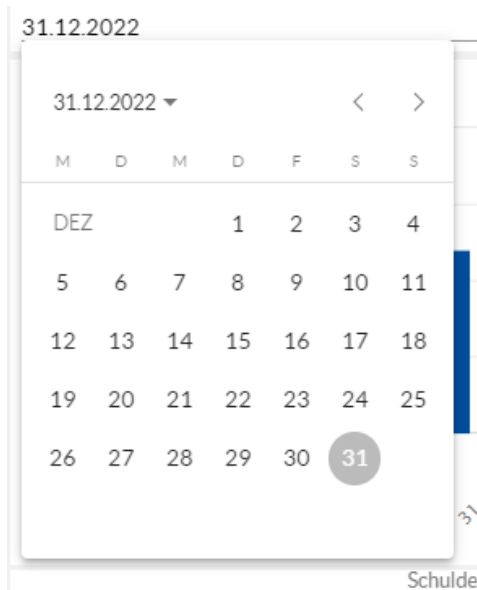 31.12.2022
31.12.2022
M D M D F S S
DEZ 1 2 3 4
5 6 7 8 9 10 11
12 13 14 15 16 17 18
19 20 21 22 23 24 25
26 27 28 29 30 31
31
Schulde